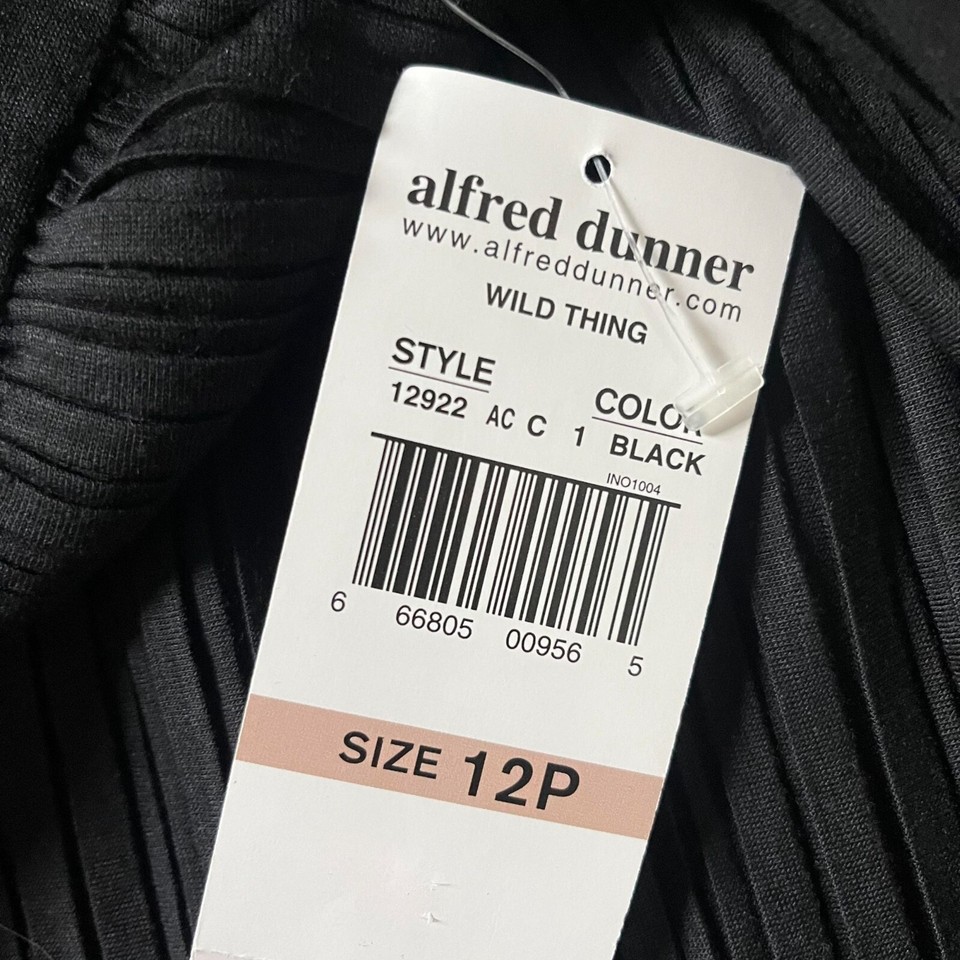 alfred dunner
www.alfreddunner.com
WILD THING
STYLE COLOR
12922 AC C 1 BLACK
INO1004
6 66805 00956 5
SIZE 12P